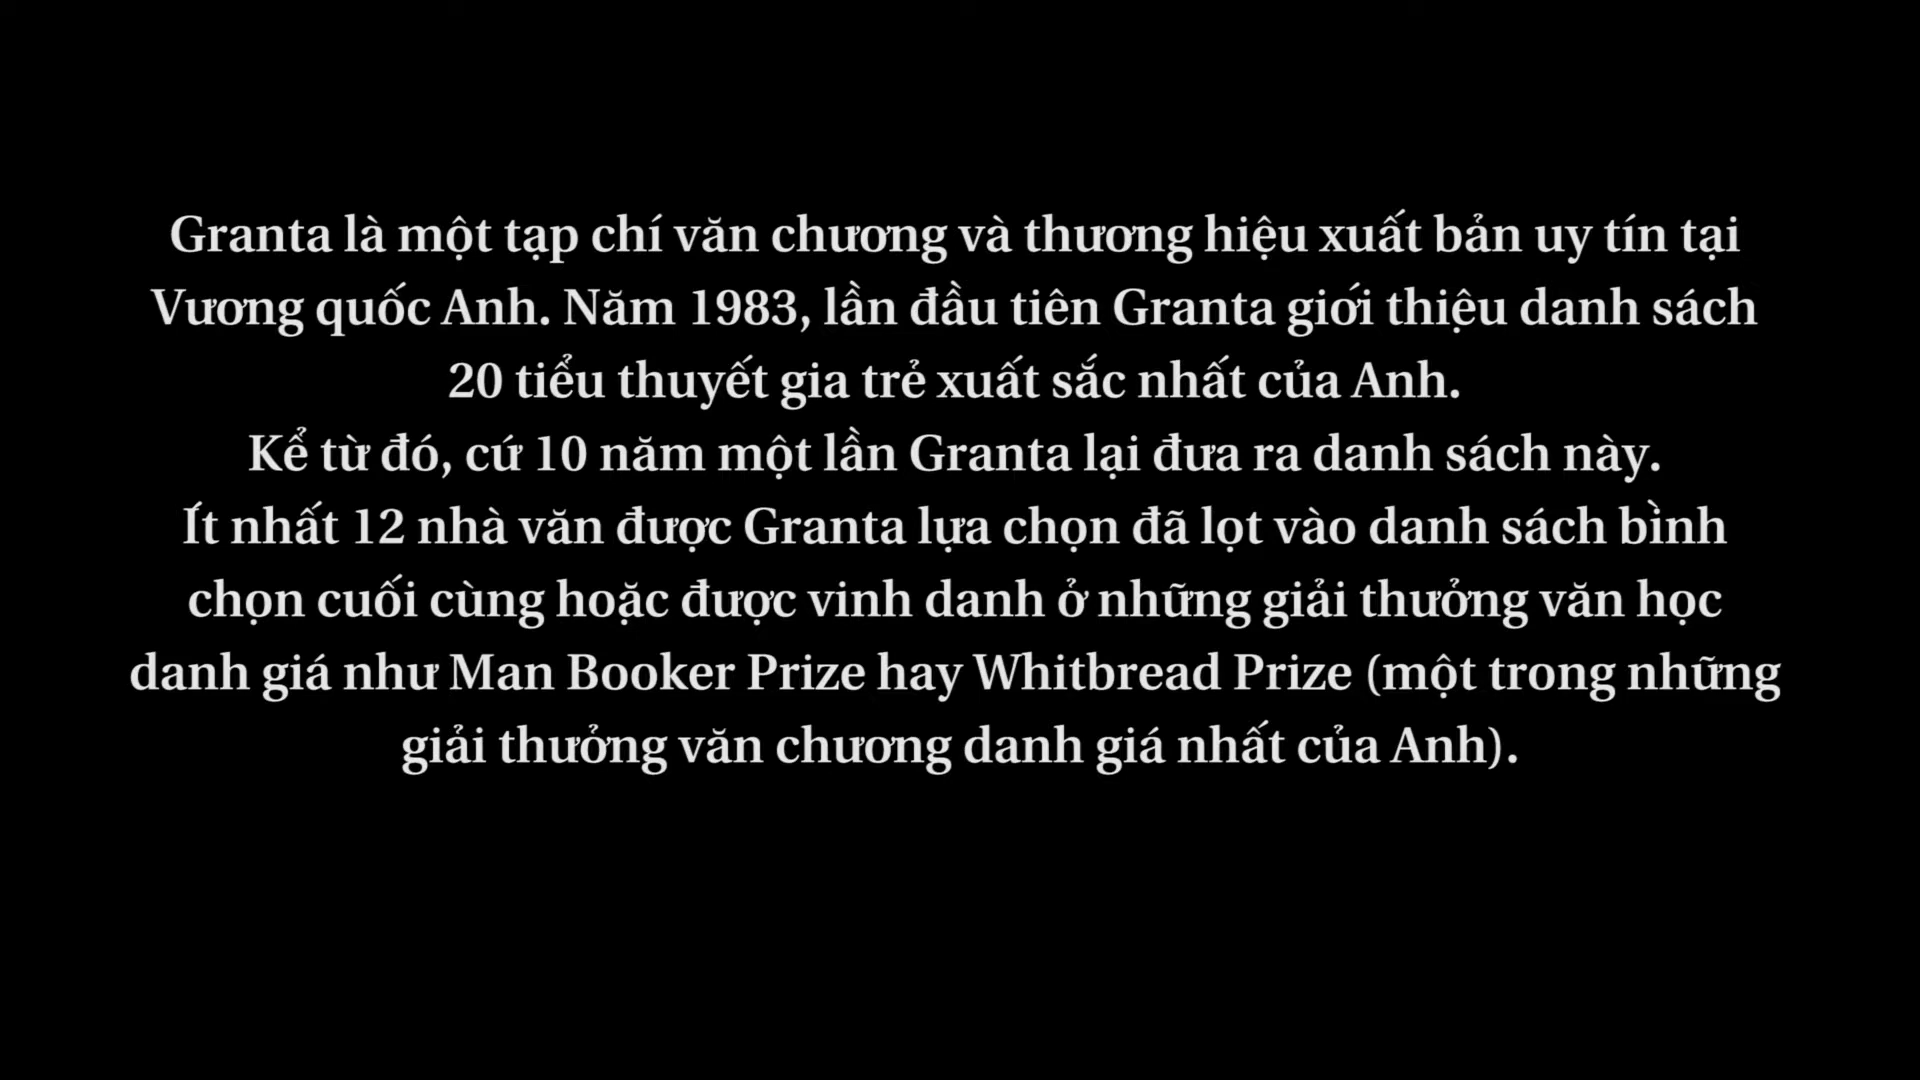 Granta là một tạp chí văn chương và thương hiệu xuất bản uy tín tại
Vương quốc Anh. Năm 1983, lần đầu tiên Granta giới thiệu danh sách
20 tiểu thuyết gia trẻ xuất sắc nhất của Anh.
Kể từ đó, cứ 10 năm một lần Granta lại đưa ra danh sách này.
Ít nhất 12 nhà văn được Granta lựa chọn đã lọt vào danh sách bình
chọn cuối cùng hoặc được vinh danh ở những giải thưởng văn học
danh giá như Man Booker Prize hay Whitbread Prize (một trong những
giải thưởng văn chương danh giá nhất của Anh).